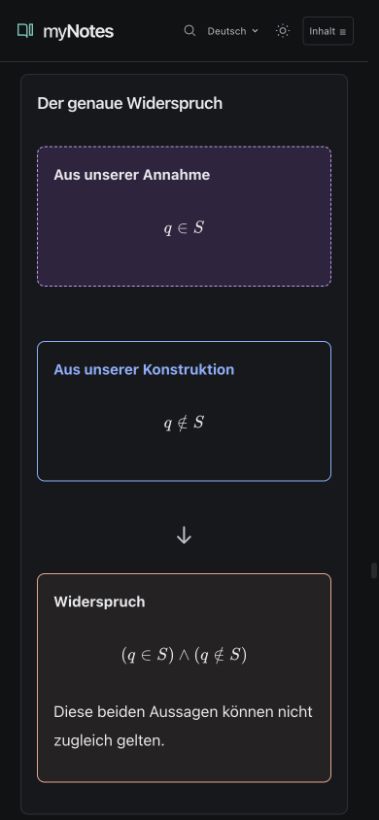 myNotes
Deutsch
Inhalt ≡
Der genaue Widerspruch
Aus unserer Annahme
q ∈ S
Aus unserer Konstruktion
q ∉ S
↓
Widerspruch
(q ∈ S) ∧ (q ∉ S)
Diese beiden Aussagen können nicht
zugleich gelten.